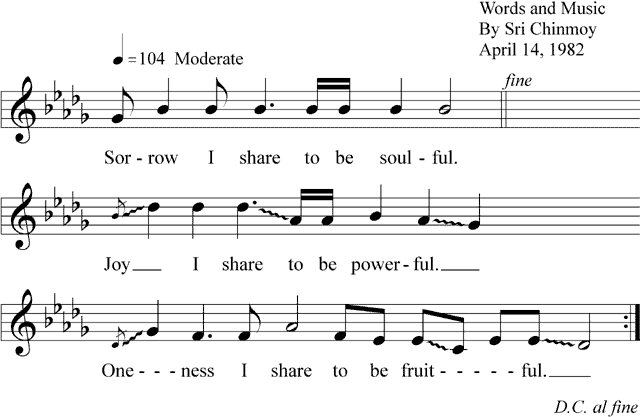 Words and Music
By Sri Chinmoy
April 14, 1982
=104 Moderate
fine
Sor - row I share to be soul - ful.
Joy___ I share to be power - ful.____
One - - - ness I share to be fruit - - - - - ful.___
D.C. al fine